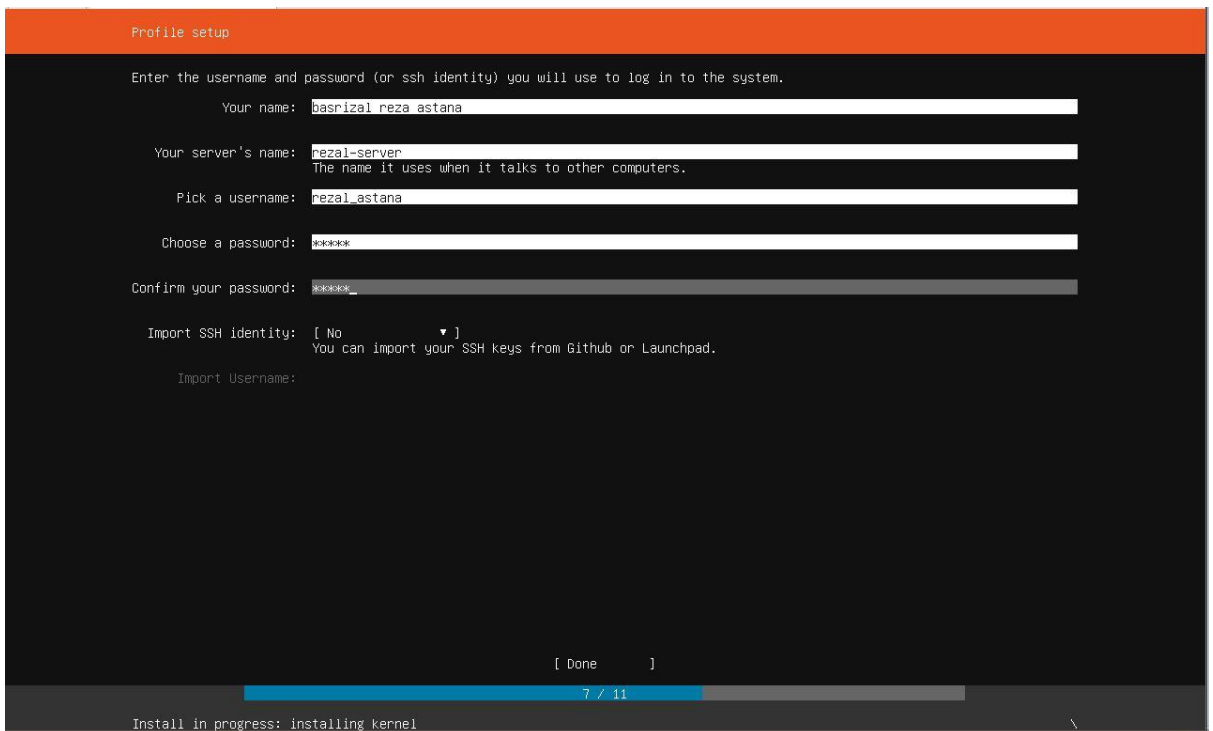 Profile setup
Enter the username and password (or ssh identity) you will use to log in to the system.
Your name: basrizal reza astana
Your server's name: rezal-server
The name it uses when it talks to other computers.
Pick a username: rezal_astana
Choose a password: *****
Confirm your password: *****_
Import SSH identity: [ No ▼ ]
You can import your SSH keys from Github or Launchpad.
Import Username:
[ Done ]
7 / 11
Install in progress: installing kernel \